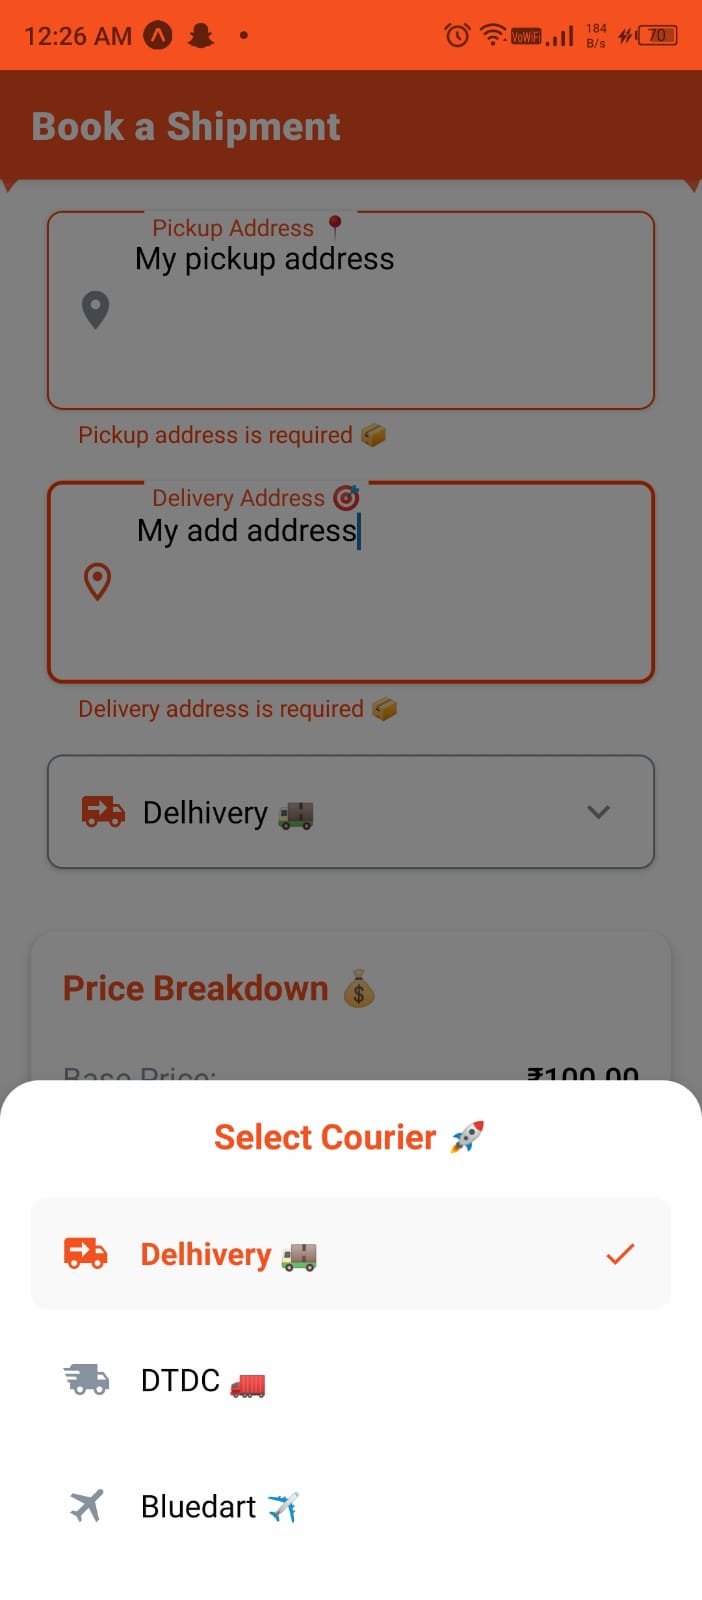 12:26 AM VoWiFi 184 B/s 70
Book a Shipment
Pickup Address 📍
My pickup address
Pickup address is required 📦
Delivery Address 🎯
My add address
Delivery address is required 📦
Delhivery 🚚
Price Breakdown 💰
Base Price: ₹100.00
Select Courier 🚀
Delhivery 🚚
DTDC 🚛
Bluedart ✈️